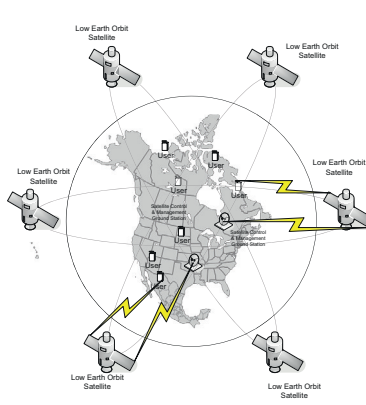 Low Earth Orbit
Satellite
Low Earth Orbit
Satellite
User
User
Low Earth Orbit
Satellite
Low Earth Orbit
Satellite
User
User
Satellite Control
& Management
Ground Station
Satellite Control
& Management
Ground Station
User
User
User
Low Earth Orbit
Satellite
Low Earth Orbit
Satellite